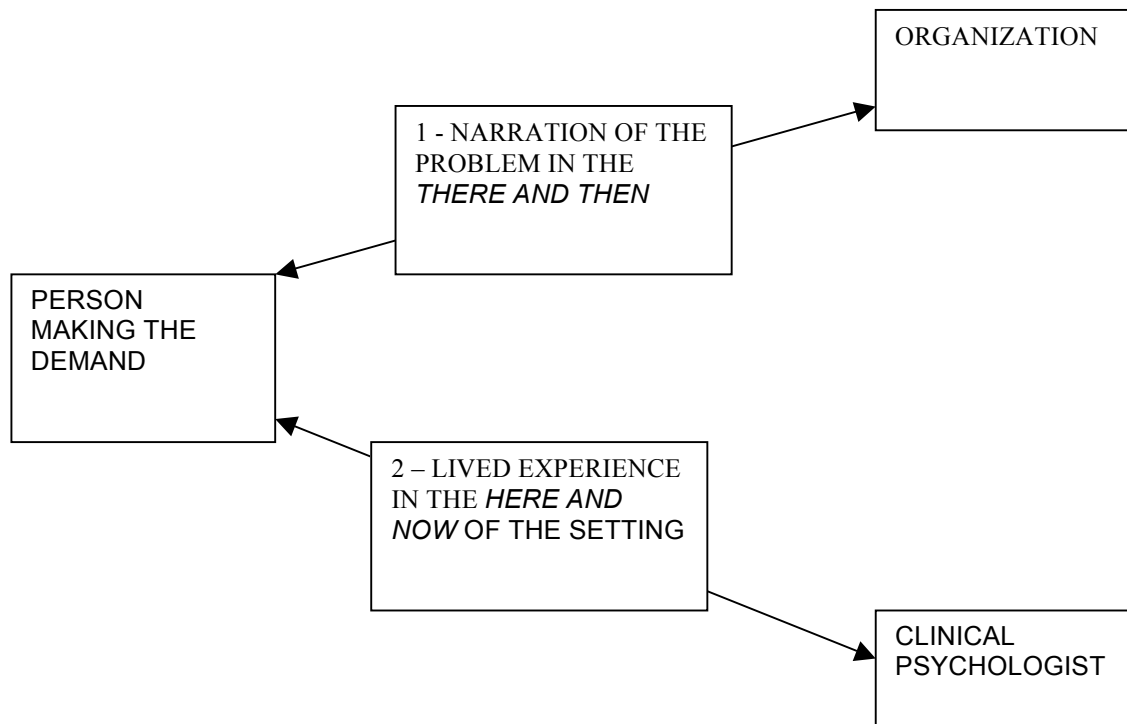 ORGANIZATION
1 - NARRATION OF THE
PROBLEM IN THE
THERE AND THEN
PERSON
MAKING THE
DEMAND
2 – LIVED EXPERIENCE
IN THE HERE AND
NOW OF THE SETTING
CLINICAL
PSYCHOLOGIST